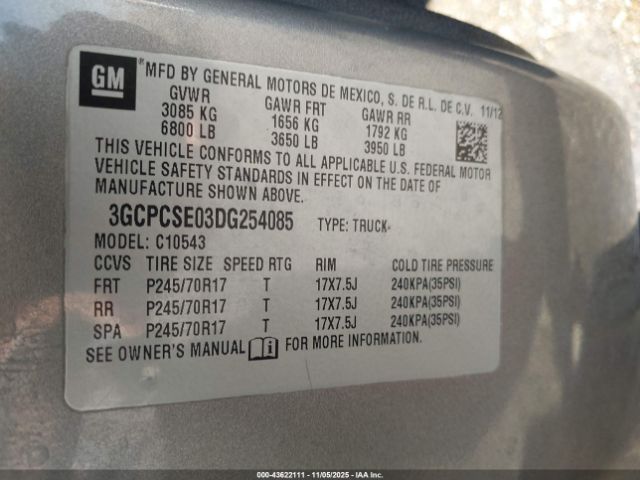 GM
®MFD BY GENERAL MOTORS DE MEXICO, S. DE R.L. DE C.V. 11/12
GVWR GAWR FRT GAWR RR
3085 KG 1656 KG 1792 KG
6800 LB 3650 LB 3950 LB
THIS VEHICLE CONFORMS TO ALL APPLICABLE U.S. FEDERAL MOTOR
VEHICLE SAFETY STANDARDS IN EFFECT ON THE DATE OF
MANUFACTURE SHOWN ABOVE.
3GCPCSE03DG254085 TYPE: TRUCK
MODEL: C10543
CCVS TIRE SIZE SPEED RTG RIM COLD TIRE PRESSURE
FRT P245/70R17 T 17X7.5J 240KPA(35PSI)
RR P245/70R17 T 17X7.5J 240KPA(35PSI)
SPA P245/70R17 T 17X7.5J 240KPA(35PSI)
SEE OWNER'S MANUAL FOR MORE INFORMATION.
000-43622111 - 11/05/2025 - IAA Inc.